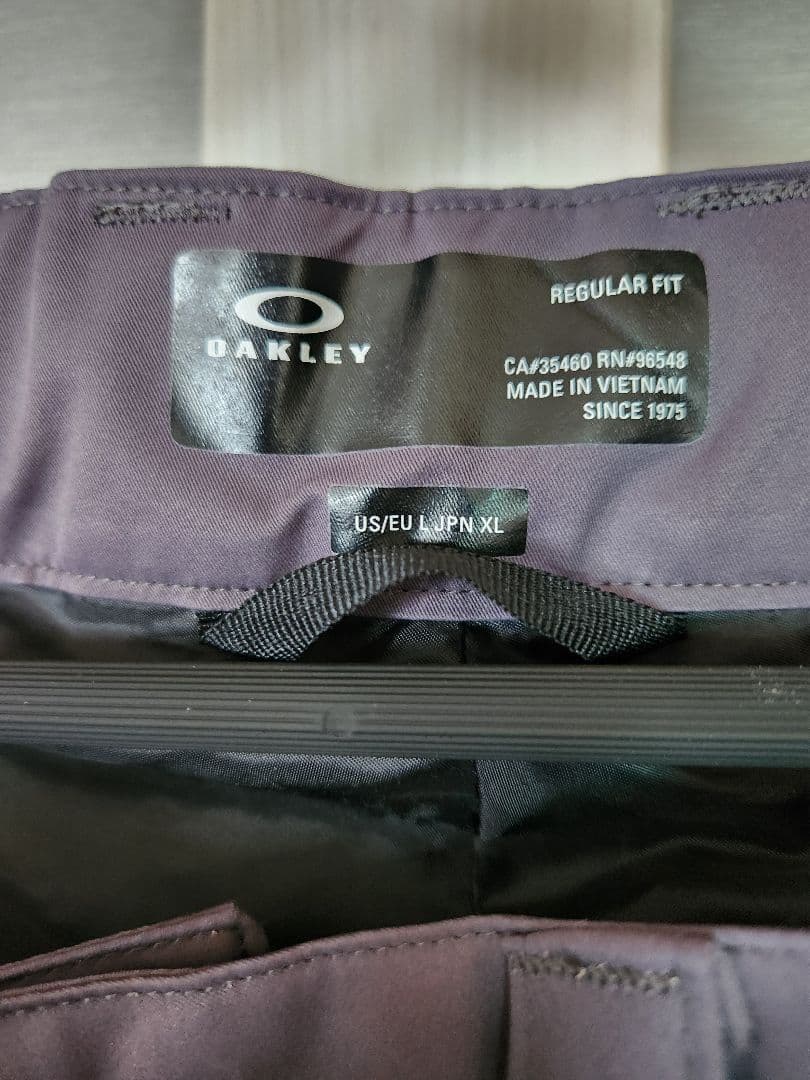 OAKLEY
REGULAR FIT
CA#35460 RN#96548
MADE IN VIETNAM
SINCE 1975
US/EU L JPN XL